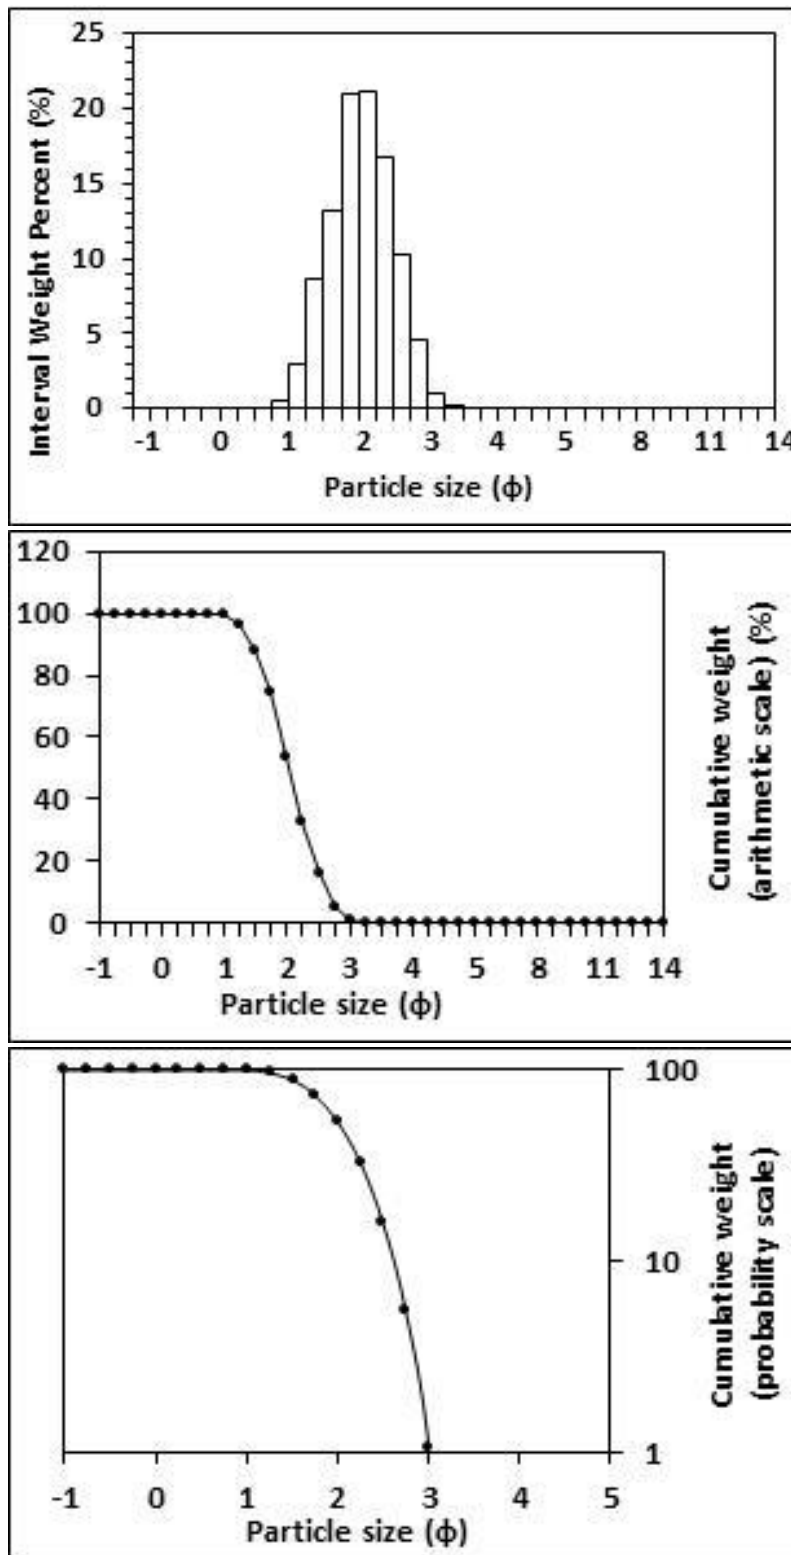 25
20
15
10
5
0
Interval Weight Percent (%)
-1 0 1 2 3 4 5 8 11 14
Particle size (ϕ)
120
100
80
60
40
20
0
-1 0 1 2 3 4 5 8 11 14
Particle size (ϕ)
Cumulative weight
(arithmetic scale) (%)
100
10
1
-1 0 1 2 3 4 5
Particle size (ϕ)
Cumulative weight
(probability scale)